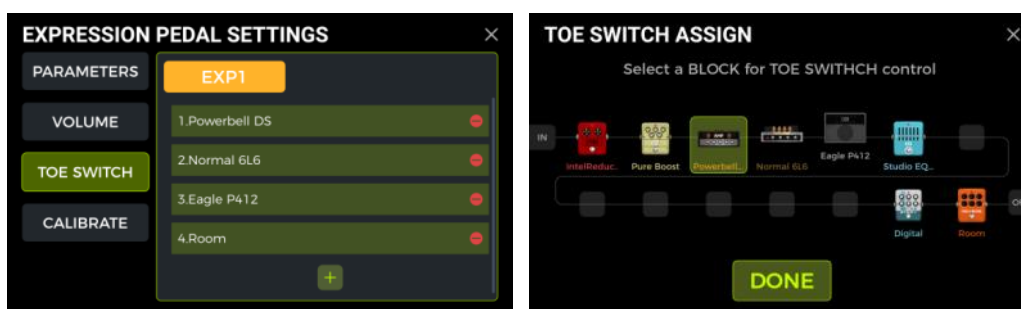 EXPRESSION PEDAL SETTINGS
PARAMETERS
EXP1
VOLUME
1.Powerbell DS
TOE SWITCH
2.Normal 6L6
3.Eagle P412
CALIBRATE
4.Room
TOE SWITCH ASSIGN
Select a BLOCK for TOE SWITHCH control
IN
IntelReduc.. Pure Boost Powerbell.. Normal 6L6 Eagle P412 Studio EQ..
Digital Room
DONE